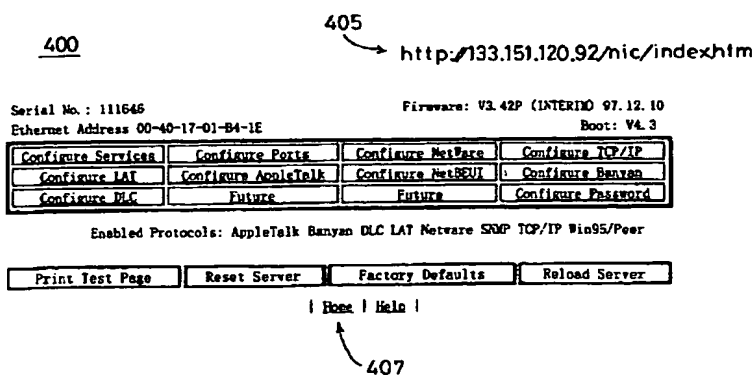 400
405
http://133.151.120.92/nic/index.htm
Serial No.: 111646
Firmware: V3.42P (INTERIM) 97.12.10
Ethernet Address 00-40-17-01-B4-1E
Boot: V4.3
Configure Services Configure Ports Configure NetWare Configure TCP/IP
Configure LAT Configure AppleTalk Configure NetBEUI Configure Banyan
Configure DLC Future Future Configure Password
Enabled Protocols: AppleTalk Banyan DLC LAT Netware SNMP TCP/IP Win95/Peer
Print Test Page Reset Server Factory Defaults Reload Server
| Home | Help |
407